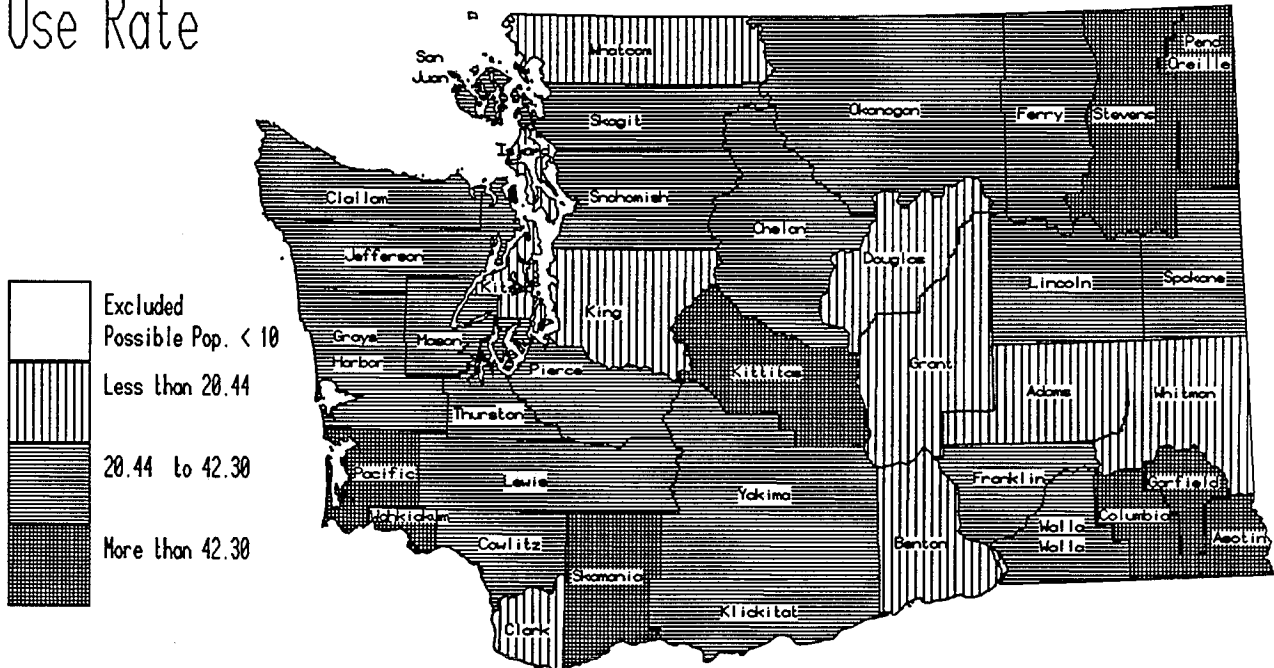 Use Rate
Excluded
Possible Pop. < 10
Less than 20.44
20.44 to 42.30
More than 42.30
San
Juan
Whatcom
Pend
Oreille
Skagit
Okanogan
Ferry
Stevens
Island
Clallam
Snohomish
Chelan
Jefferson
Douglas
Kits
King
Lincoln
Spokane
Grays
Harbor
Mason
Pierce
Kittitas
Grant
Adams
Whitman
Thurston
Pacific
Lewis
Yakima
Franklin
Garfield
Wahkiakum
Columbia
Cowlitz
Benton
Walla
Walla
Asotin
Skamania
Klickitat
Clark